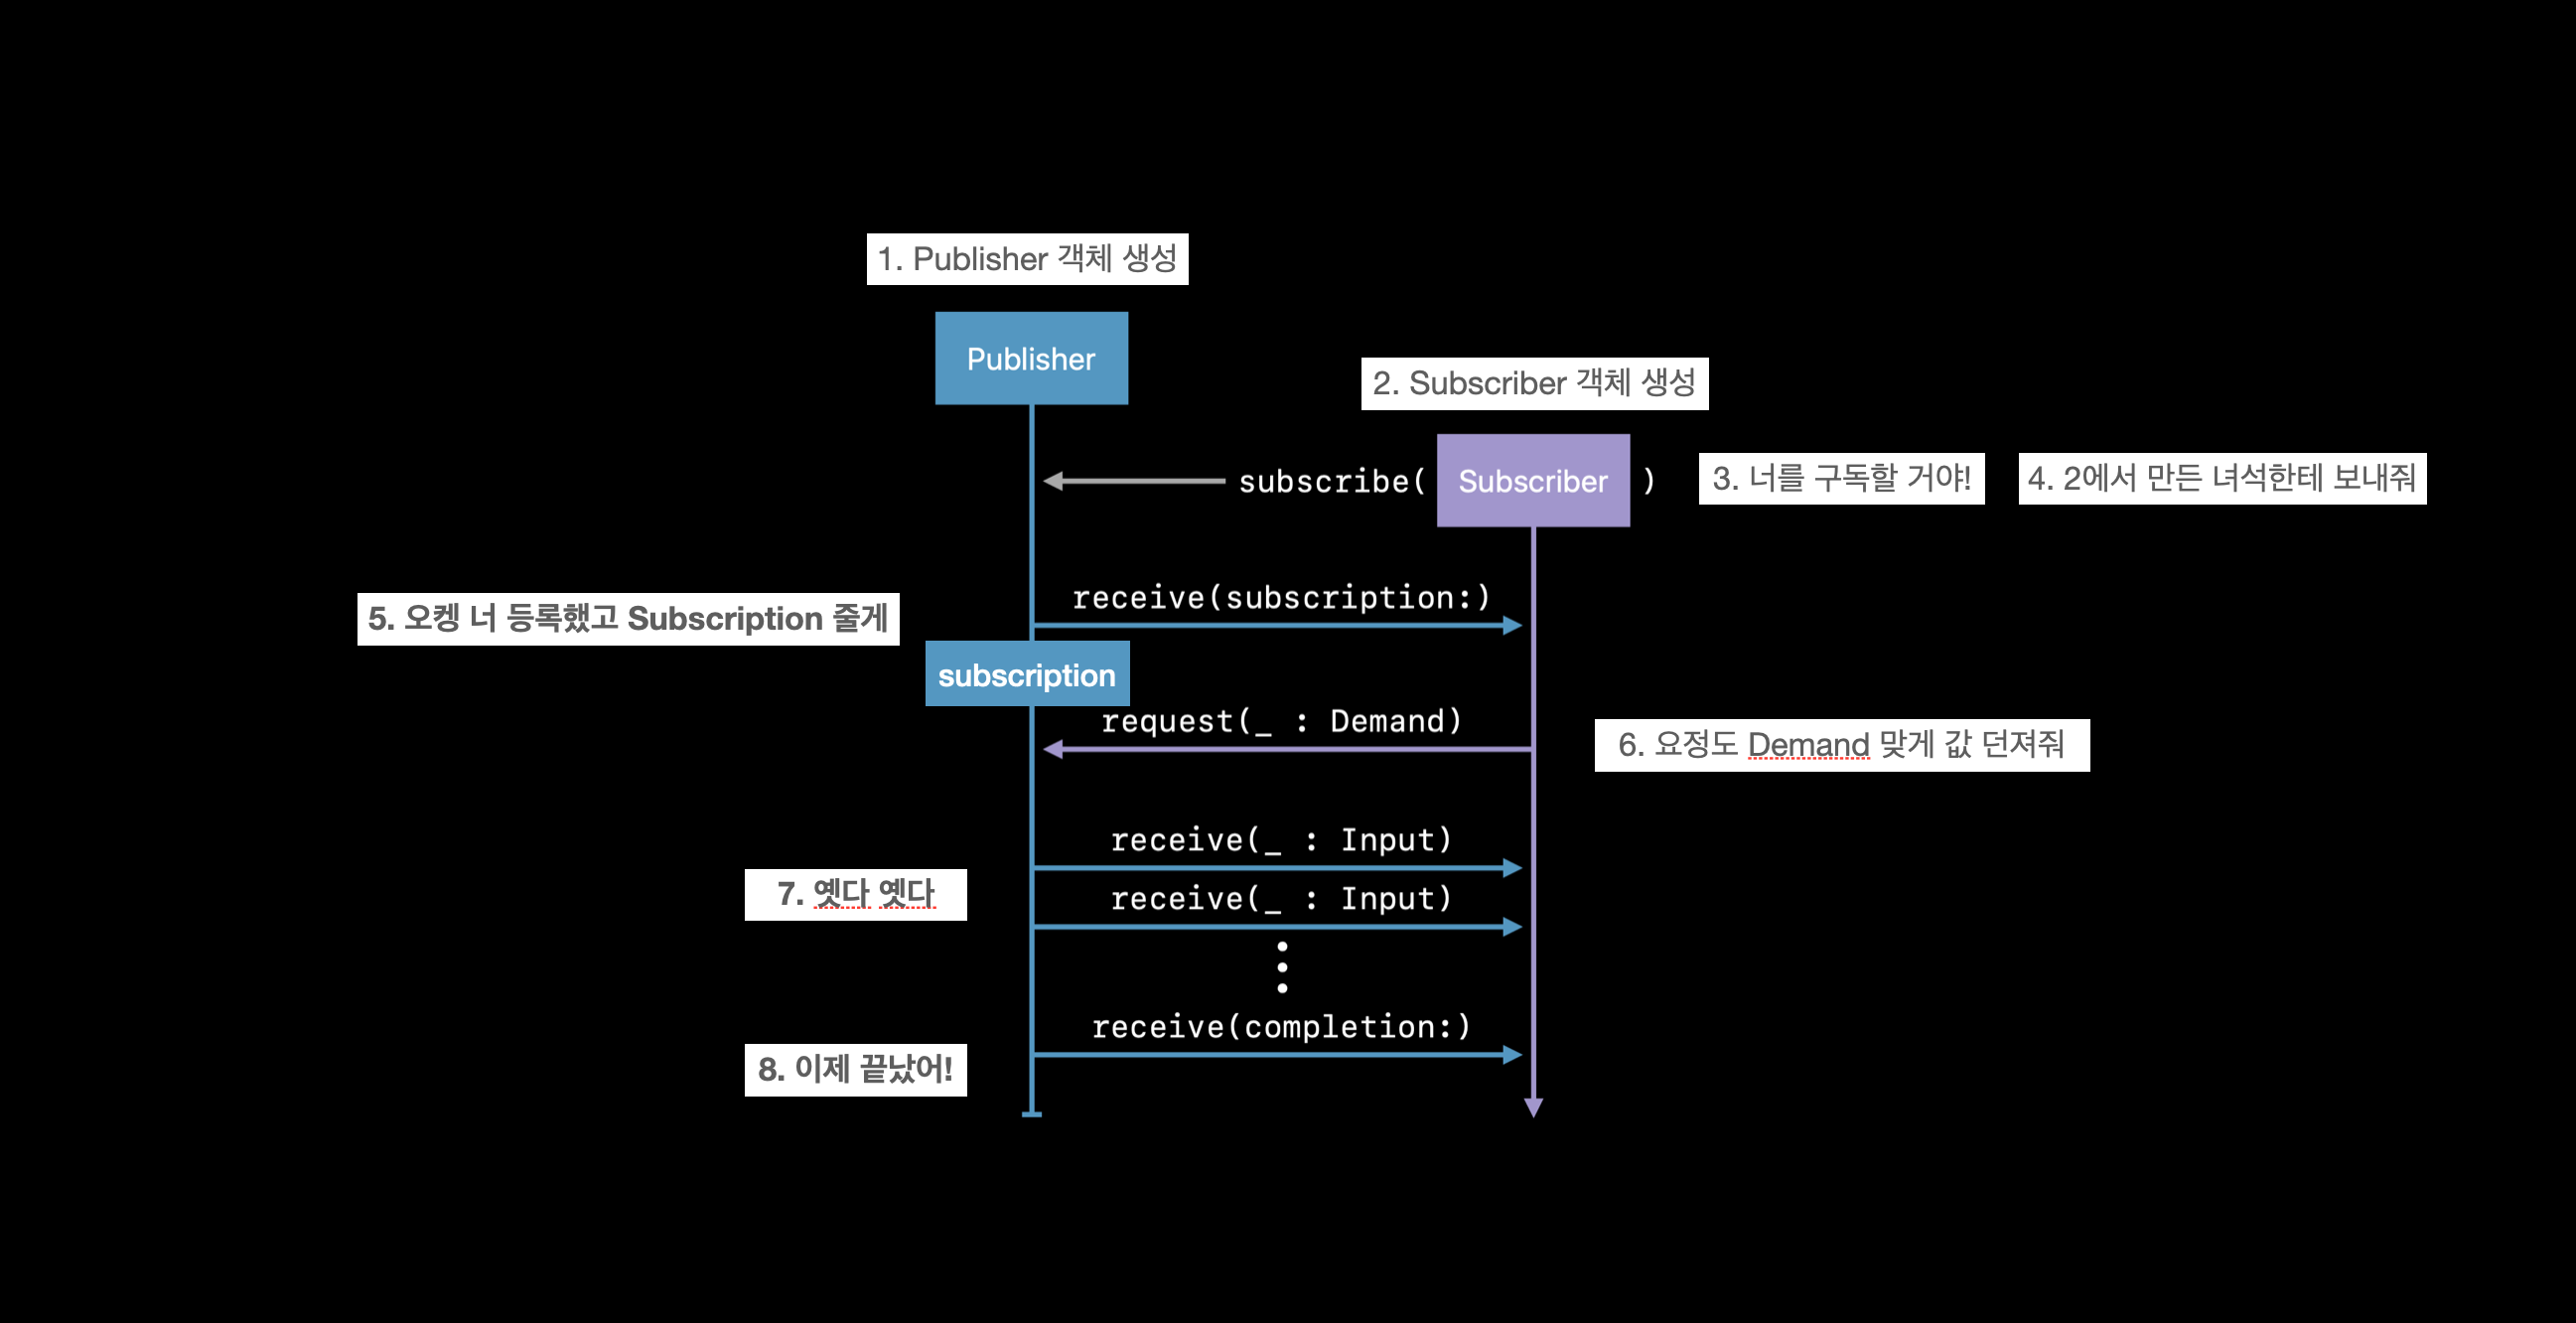 1. Publisher 객체 생성
Publisher
2. Subscriber 객체 생성
subscribe( Subscriber )
3. 너를 구독할 거야!
4. 2에서 만든 녀석한테 보내줘
receive(subscription:)
5. 오켕 너 등록했고 Subscription 줄게
subscription
request(_ : Demand)
6. 요정도 Demand 맞게 값 던져줘
receive(_ : Input)
7. 옛다 옛다
receive(_ : Input)
receive(completion:)
8. 이제 끝났어!